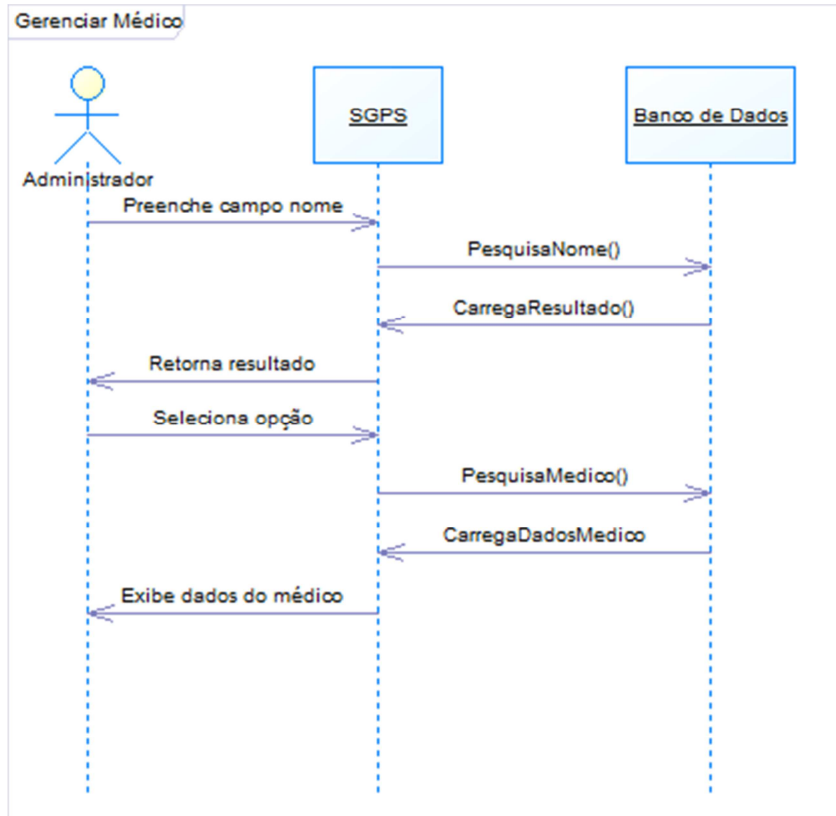 Gerenciar Médico
SGPS
Banco de Dados
Administrador
Preenche campo nome
PesquisaNome()
CarregaResultado()
Retorna resultado
Seleciona opção
PesquisaMedico()
CarregaDadosMedico
Exibe dados do médico